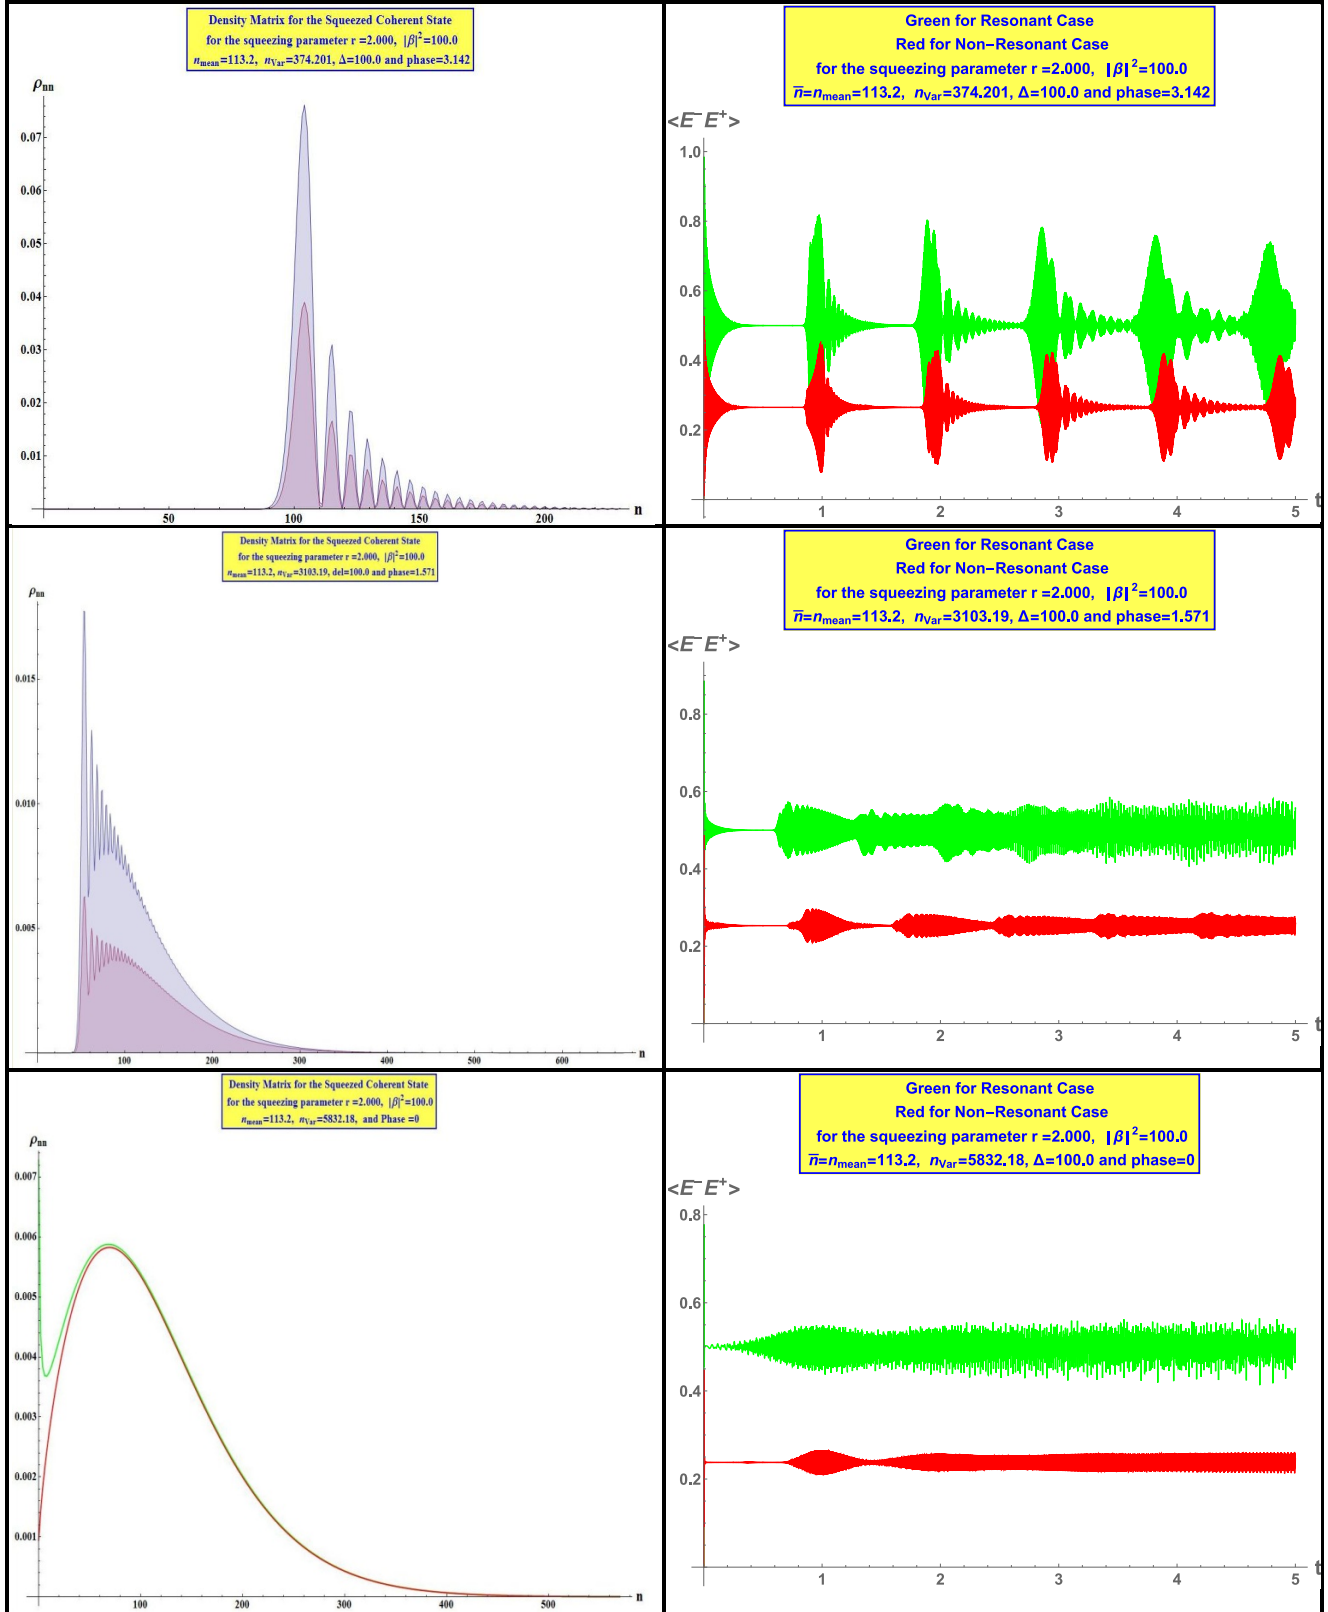 Density Matrix for the Squeezed Coherent State
for the squeezing parameter r =2.000, |β|²=100.0
n_mean=113.2, n_Var=374.201, Δ=100.0 and phase=3.142
ρ_nn
0.07
0.06
0.05
0.04
0.03
0.02
0.01
50 100 150 200 n
Green for Resonant Case
Red for Non–Resonant Case
for the squeezing parameter r =2.000, |β|²=100.0
n̅=n_mean=113.2, n_Var=374.201, Δ=100.0 and phase=3.142
<E⁻E⁺>
1.0
0.8
0.6
0.4
0.2
1 2 3 4 5 t
Density Matrix for the Squeezed Coherent State
for the squeezing parameter r =2.000, |β|²=100.0
n_mean=113.2, n_Var=3103.19, del=100.0 and phase=1.571
ρ_nn
0.015
0.010
0.005
100 200 300 400 500 600 n
Green for Resonant Case
Red for Non–Resonant Case
for the squeezing parameter r =2.000, |β|²=100.0
n̅=n_mean=113.2, n_Var=3103.19, Δ=100.0 and phase=1.571
<E⁻E⁺>
0.8
0.6
0.4
0.2
1 2 3 4 5 t
Density Matrix for the Squeezed Coherent State
for the squeezing parameter r =2.000, |β|²=100.0
n_mean=113.2, n_Var=5832.18, and Phase =0
ρ_nn
0.007
0.006
0.005
0.004
0.003
0.002
0.001
100 200 300 400 500 n
Green for Resonant Case
Red for Non–Resonant Case
for the squeezing parameter r =2.000, |β|²=100.0
n̅=n_mean=113.2, n_Var=5832.18, Δ=100.0 and phase=0
<E⁻E⁺>
0.8
0.6
0.4
0.2
1 2 3 4 5 t